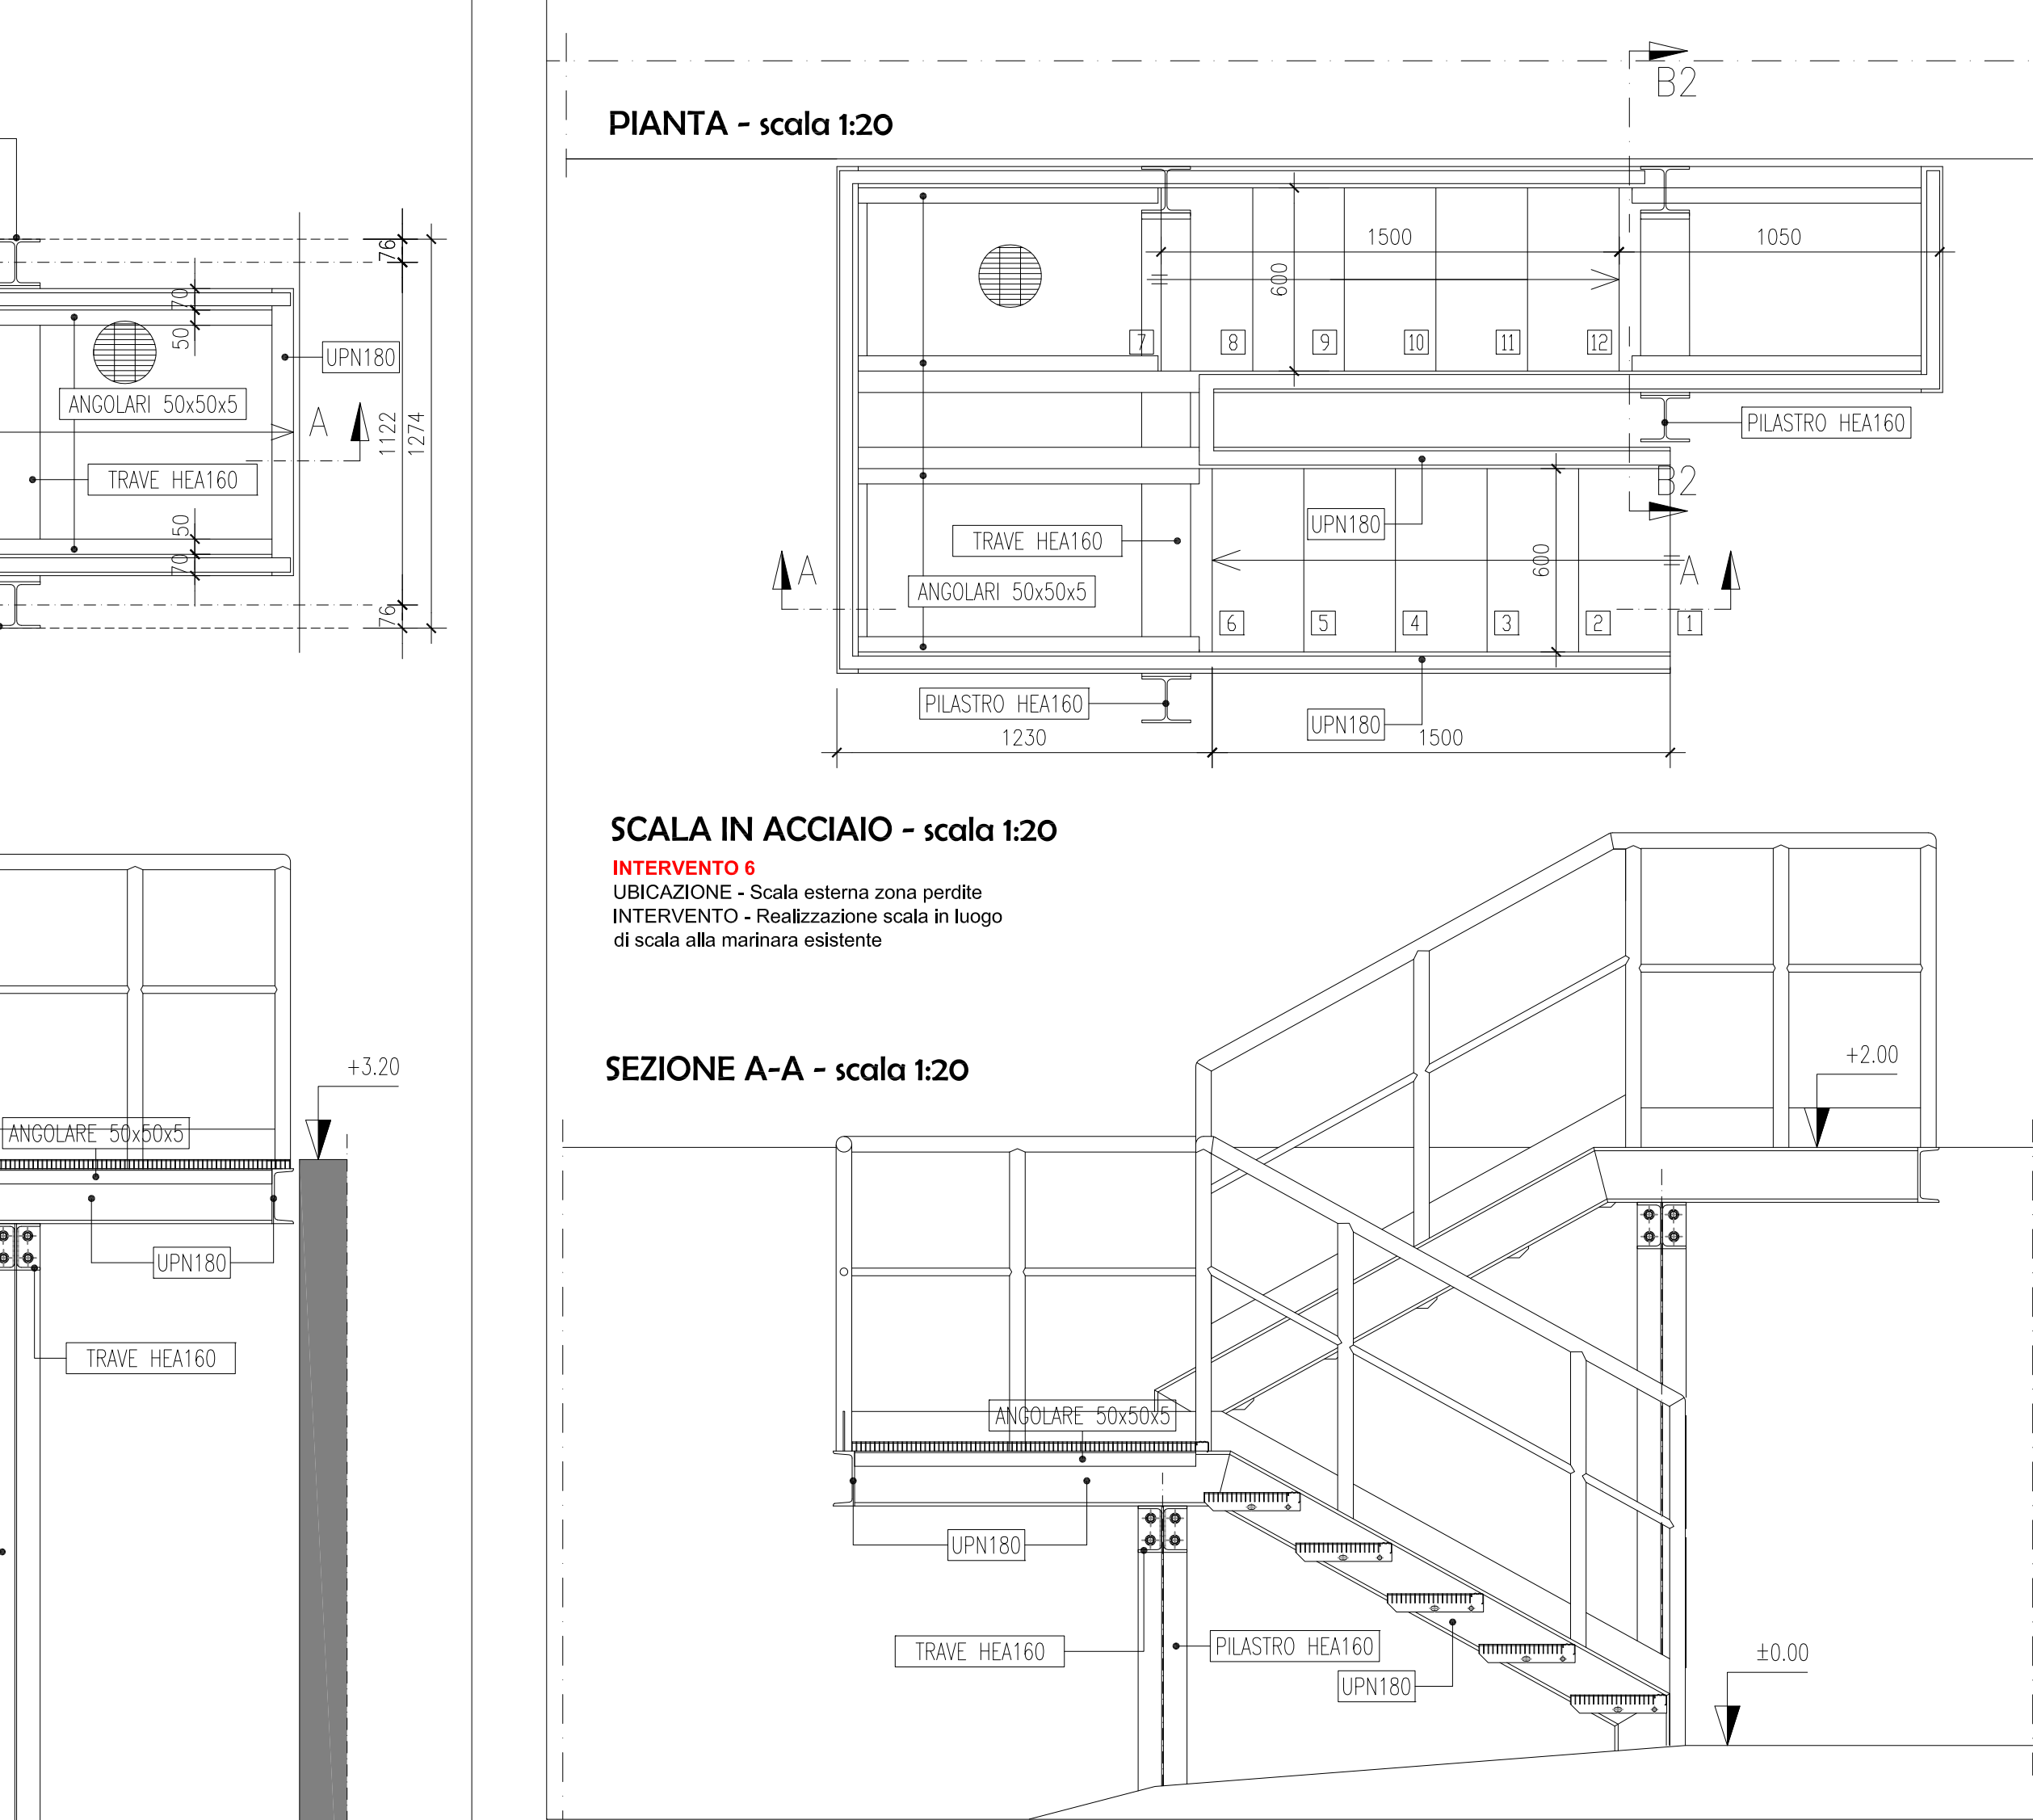 76
70
50
UPN180
ANGOLARI 50x50x5
A
1122
1274
TRAVE HEA160
50
70
76
+3.20
ANGOLARE 50x50x5
UPN180
TRAVE HEA160
B2
PIANTA - scala 1:20
1500
1050
600
7
8
9
10
11
12
PILASTRO HEA160
B2
UPN180
TRAVE HEA160
600
A
A
ANGOLARI 50x50x5
6
5
4
3
2
1
PILASTRO HEA160
UPN180
1230
1500
SCALA IN ACCIAIO - scala 1:20
INTERVENTO 6
UBICAZIONE - Scala esterna zona perdite
INTERVENTO - Realizzazione scala in luogo
di scala alla marinara esistente
SEZIONE A-A - scala 1:20
+2.00
ANGOLARE 50x50x5
UPN180
TRAVE HEA160
PILASTRO HEA160
UPN180
±0.00